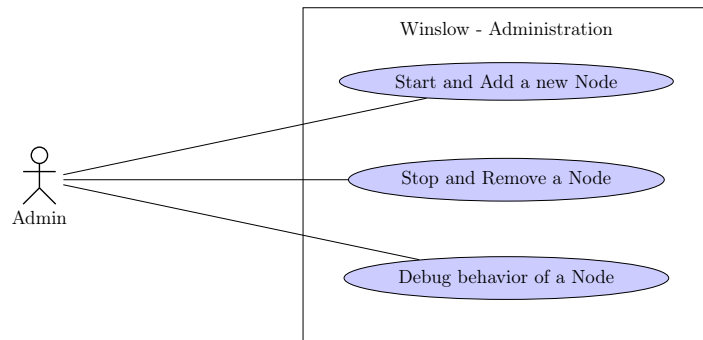 Winslow - Administration
Start and Add a new Node
Stop and Remove a Node
Admin
Debug behavior of a Node